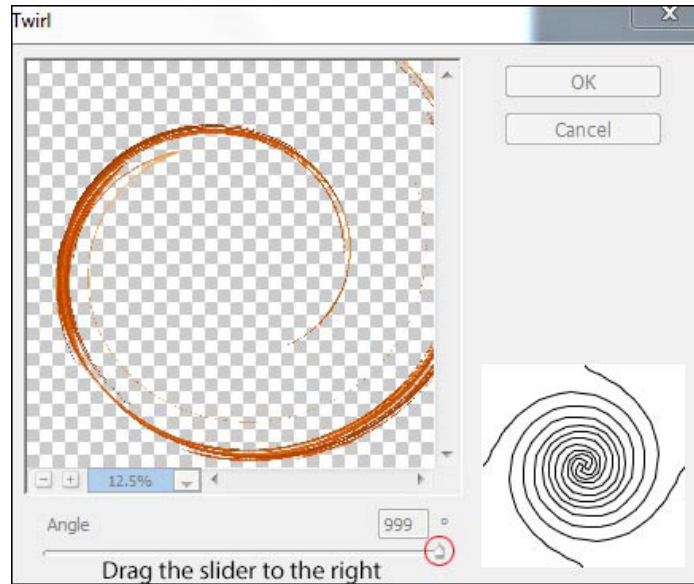 Twirl
OK
Cancel
12.5%
Angle 999 °
Drag the slider to the right